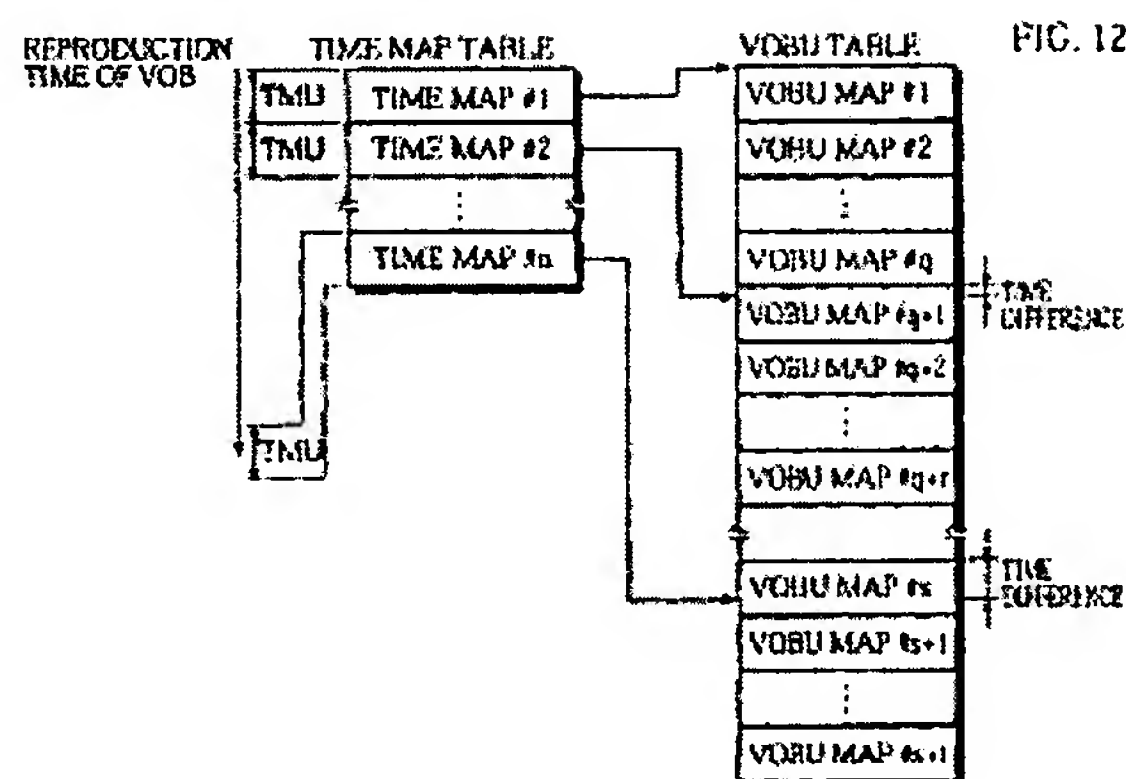 FIG. 12
REPRODUCTION
TIME OF VOB
TIME MAP TABLE
VOBU TABLE
TMU
TIME MAP #1
TMU
TIME MAP #2
⋮
TIME MAP #n
TMU
VOBU MAP #1
VOBU MAP #2
⋮
VOBU MAP #q
VOBU MAP #q+1
VOBU MAP #q+2
⋮
VOBU MAP #q+r
VOBU MAP #s
VOBU MAP #s+1
⋮
VOBU MAP
TIME
DIFFERENCE
TIME
DIFFERENCE